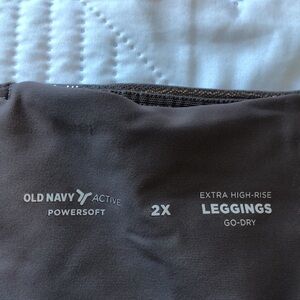 OLD NAVY ACTIVE
POWERSOFT
2X
EXTRA HIGH-RISE
LEGGINGS
GO-DRY